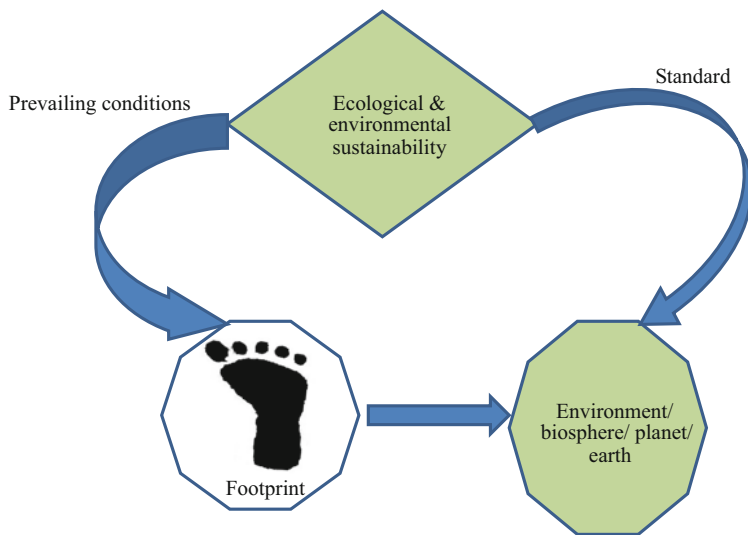 Standard
Prevailing conditions
Ecological &
environmental
sustainability
Footprint
Environment/
biosphere/ planet/
earth